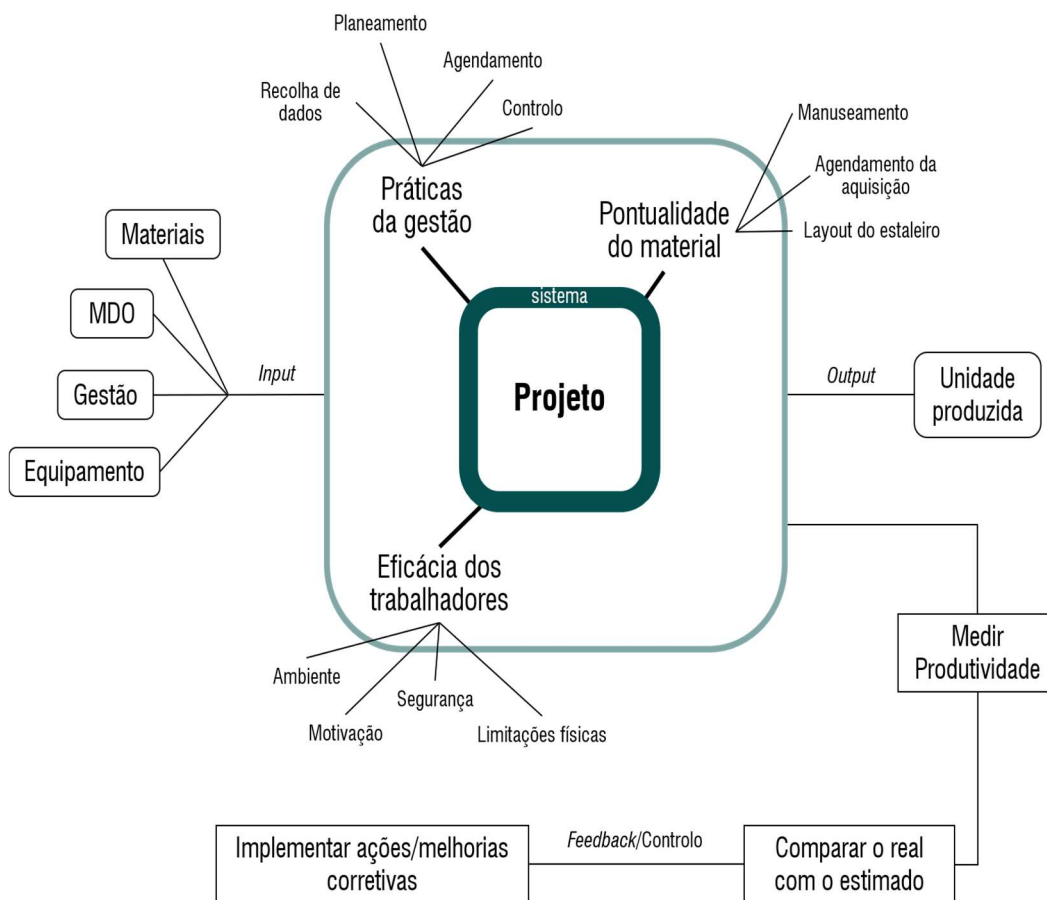 Planeamento
Agendamento
Recolha de
dados
Controlo
Manuseamento
Agendamento da
aquisição
Layout do estaleiro
Práticas
da gestão
Pontualidade
do material
Materiais
MDO
Gestão
Equipamento
Input
sistema
Projeto
Output
Unidade
produzida
Eficácia dos
trabalhadores
Ambiente
Segurança
Motivação
Limitações físicas
Medir
Produtividade
Implementar ações/melhorias
corretivas
Feedback/Controlo
Comparar o real
com o estimado